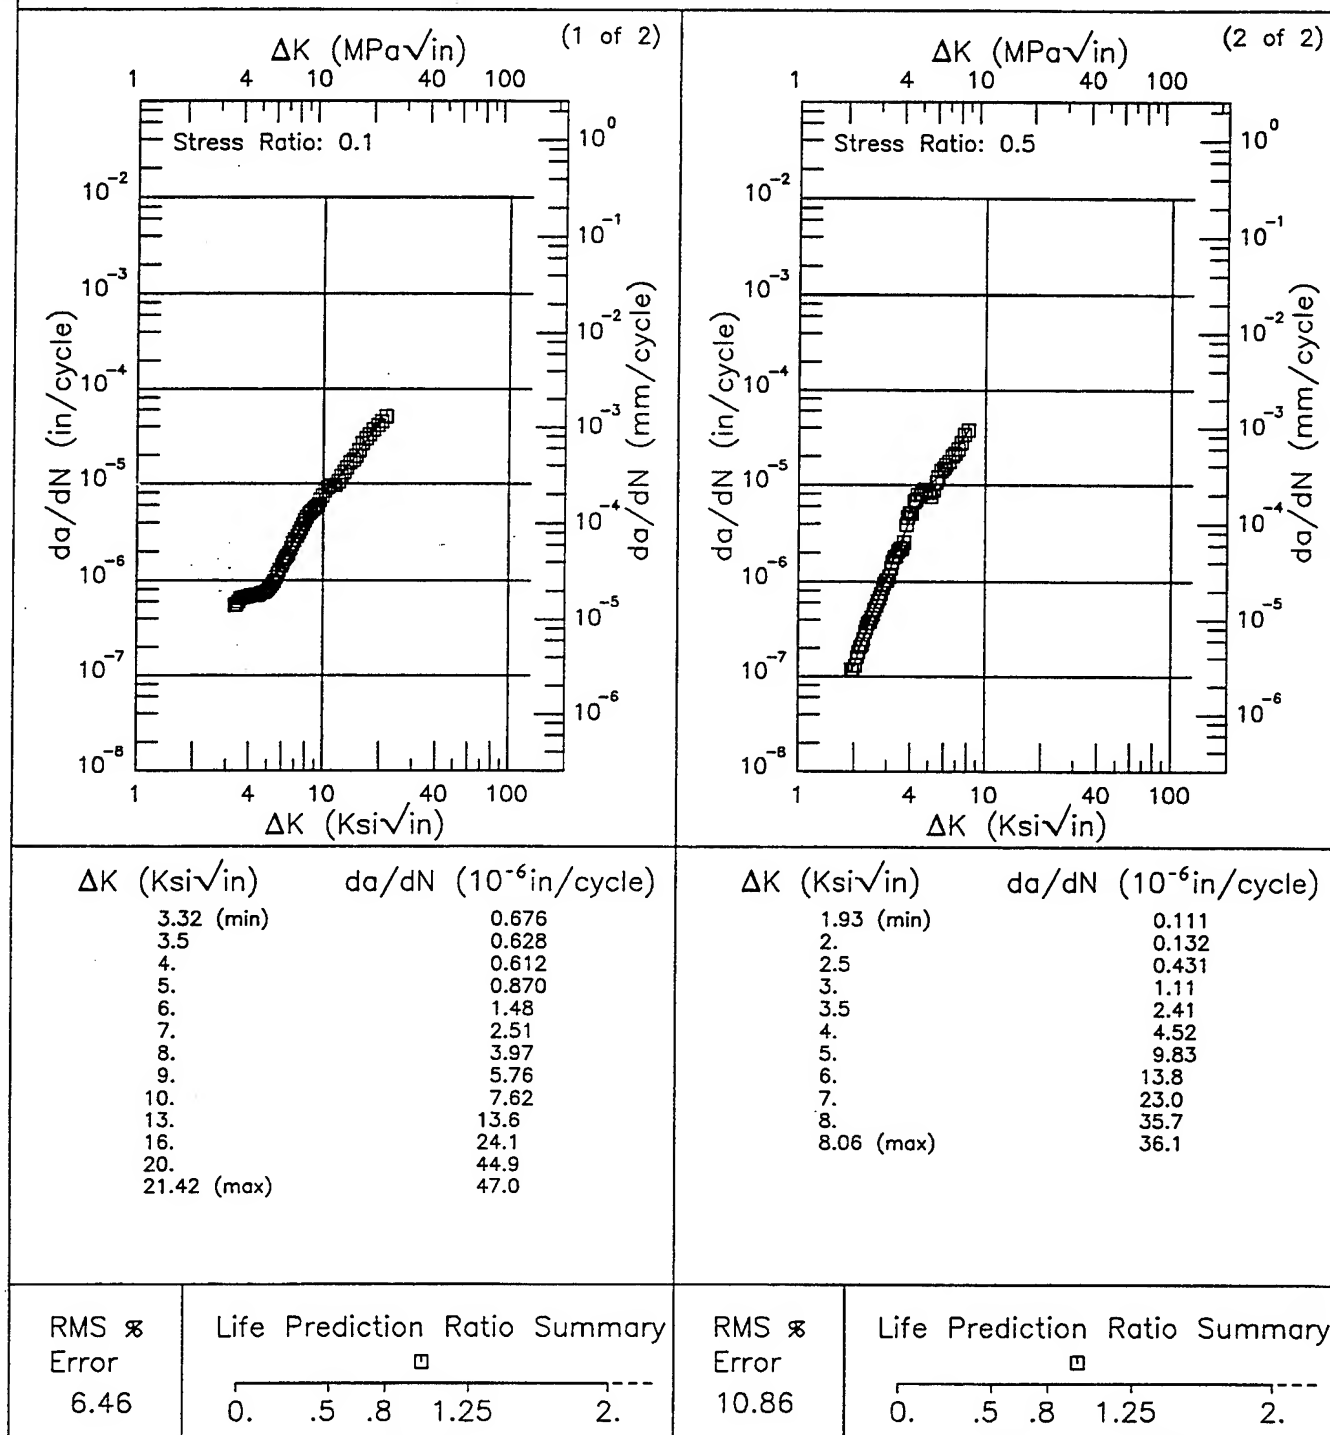 (1 of 2)
ΔK (MPa√in)
1 4 10 40 100
Stress Ratio: 0.1
da/dN (in/cycle)
10⁻²
10⁻³
10⁻⁴
10⁻⁵
10⁻⁶
10⁻⁷
10⁻⁸
da/dN (mm/cycle)
10⁰
10⁻¹
10⁻²
10⁻³
10⁻⁴
10⁻⁵
10⁻⁶
1 4 10 40 100
ΔK (Ksi√in)
ΔK (Ksi√in) da/dN (10⁻⁶in/cycle)
3.32 (min) 0.676
3.5 0.628
4. 0.612
5. 0.870
6. 1.48
7. 2.51
8. 3.97
9. 5.76
10. 7.62
13. 13.6
16. 24.1
20. 44.9
21.42 (max) 47.0
RMS %
Error
6.46
Life Prediction Ratio Summary
0. .5 .8 1.25 2.
(2 of 2)
ΔK (MPa√in)
1 4 10 40 100
Stress Ratio: 0.5
da/dN (in/cycle)
10⁻²
10⁻³
10⁻⁴
10⁻⁵
10⁻⁶
10⁻⁷
10⁻⁸
da/dN (mm/cycle)
10⁰
10⁻¹
10⁻²
10⁻³
10⁻⁴
10⁻⁵
10⁻⁶
1 4 10 40 100
ΔK (Ksi√in)
ΔK (Ksi√in) da/dN (10⁻⁶in/cycle)
1.93 (min) 0.111
2. 0.132
2.5 0.431
3. 1.11
3.5 2.41
4. 4.52
5. 9.83
6. 13.8
7. 23.0
8. 35.7
8.06 (max) 36.1
RMS %
Error
10.86
Life Prediction Ratio Summary
0. .5 .8 1.25 2.